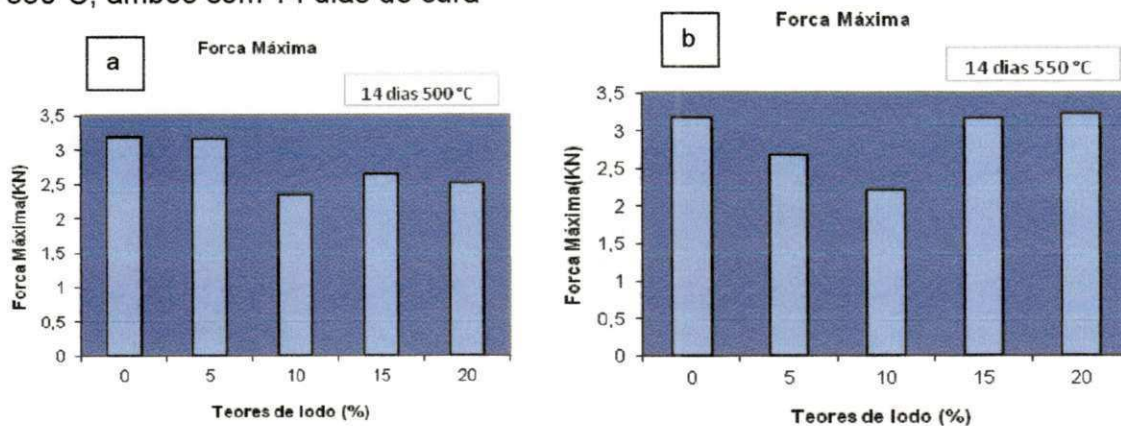 °C, ambos com 14 dias de cura
a
Forca Máxima
14 dias 500 °C
Forca Máxima(KN)
3,5
3
2,5
2
1,5
1
0,5
0
0 5 10 15 20
Teores de lodo (%)
b
Forca Máxima
14 dias 550 °C
Forca Máxima(KN)
3,5
3
2,5
2
1,5
1
0,5
0
0 5 10 15 20
Teores de lodo (%)